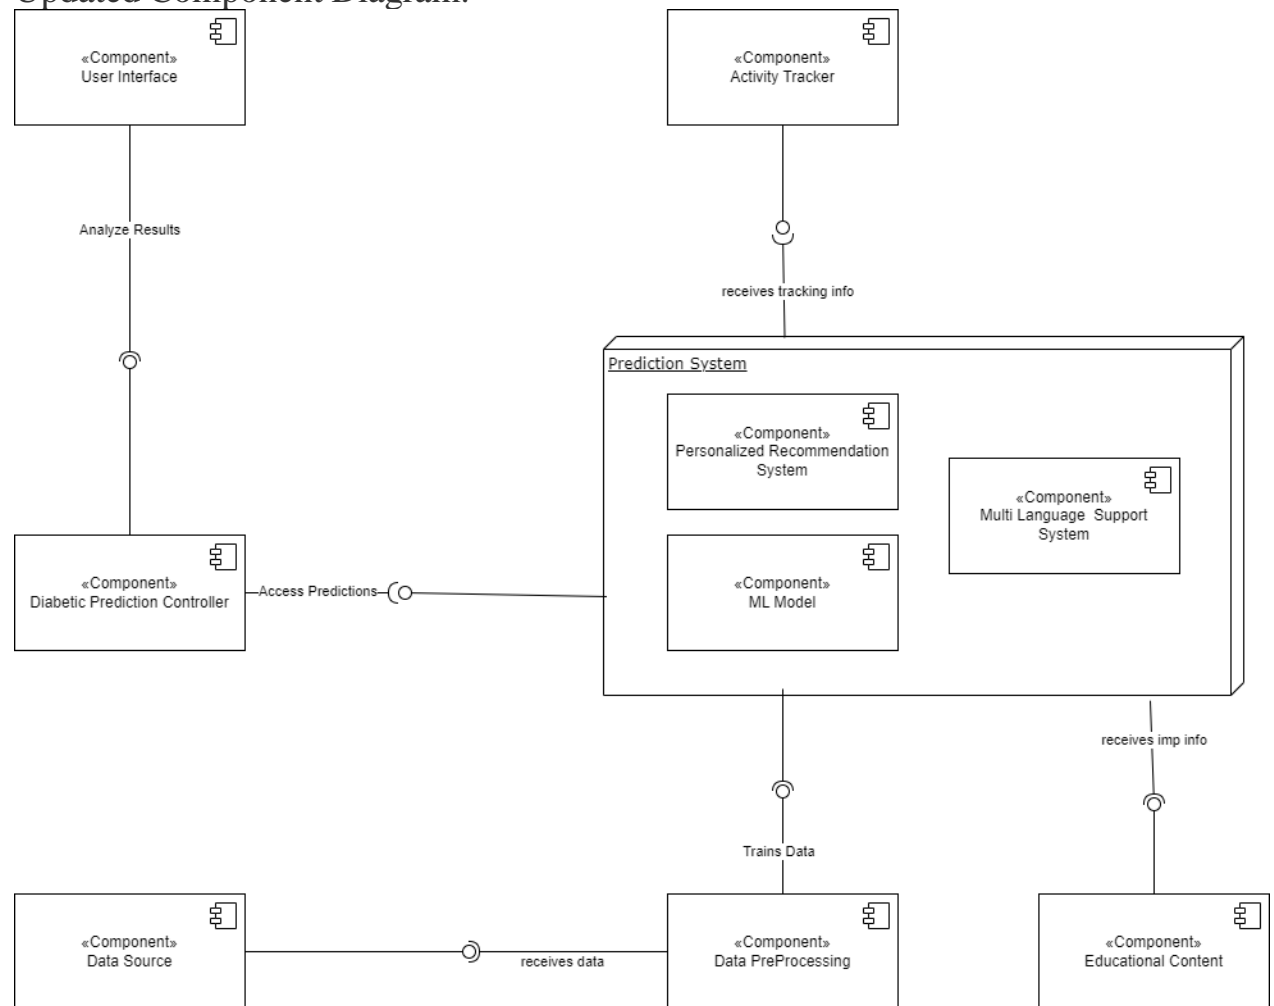 Updated Component Diagram:
«Component»
User Interface
«Component»
Activity Tracker
Analyze Results
receives tracking info
Prediction System
«Component»
Personalized Recommendation
System
«Component»
Multi Language  Support
System
«Component»
Diabetic Prediction Controller
Access Predictions
«Component»
ML Model
receives imp info
Trains Data
«Component»
Data Source
receives data
«Component»
Data PreProcessing
«Component»
Educational Content